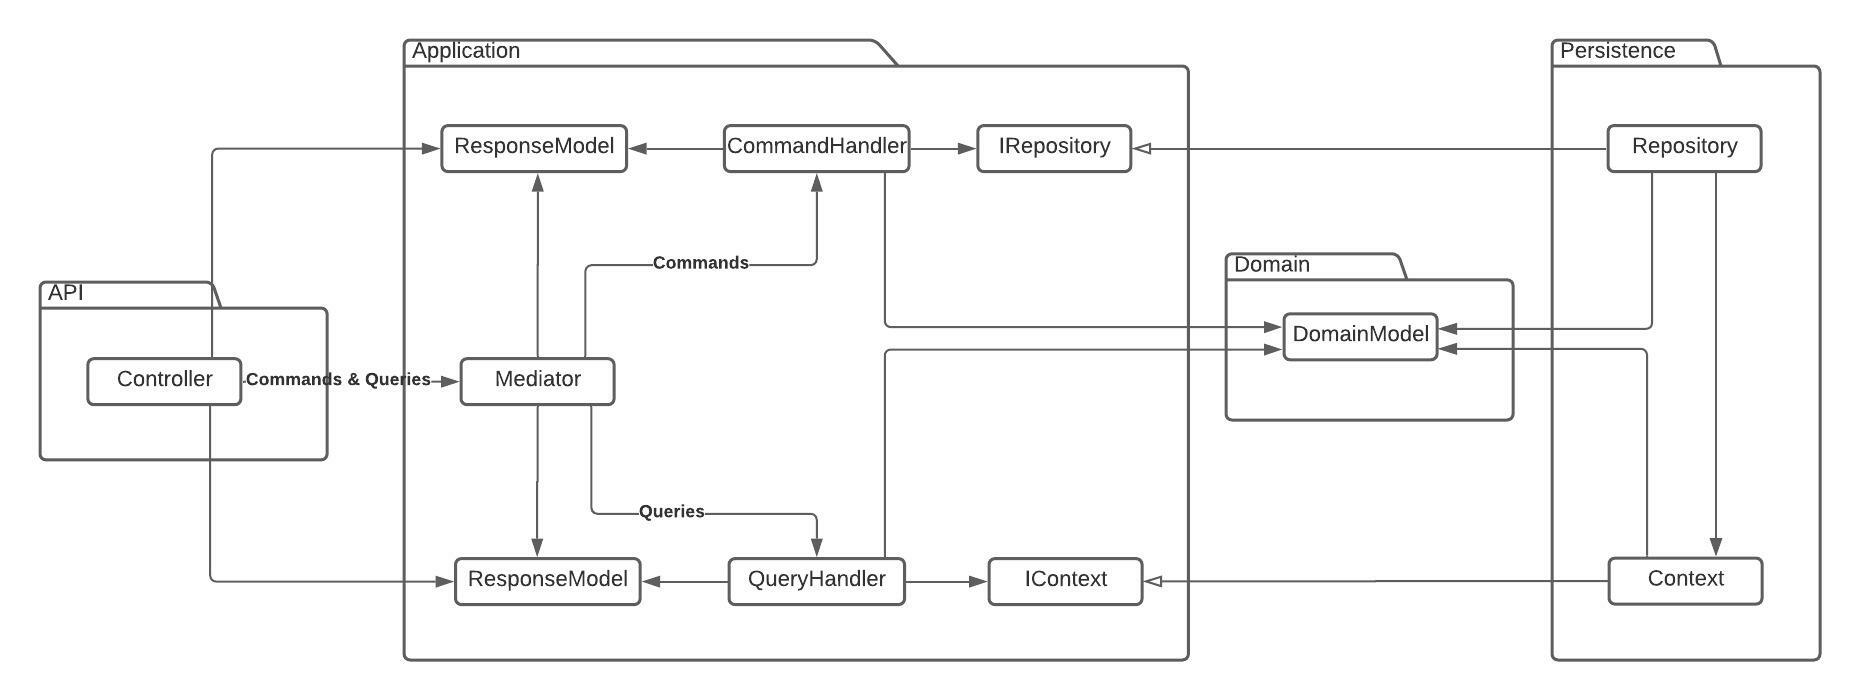 Application
Persistence
ResponseModel
CommandHandler
IRepository
Repository
Commands
Domain
API
DomainModel
Controller
Commands & Queries
Mediator
Queries
ResponseModel
QueryHandler
IContext
Context